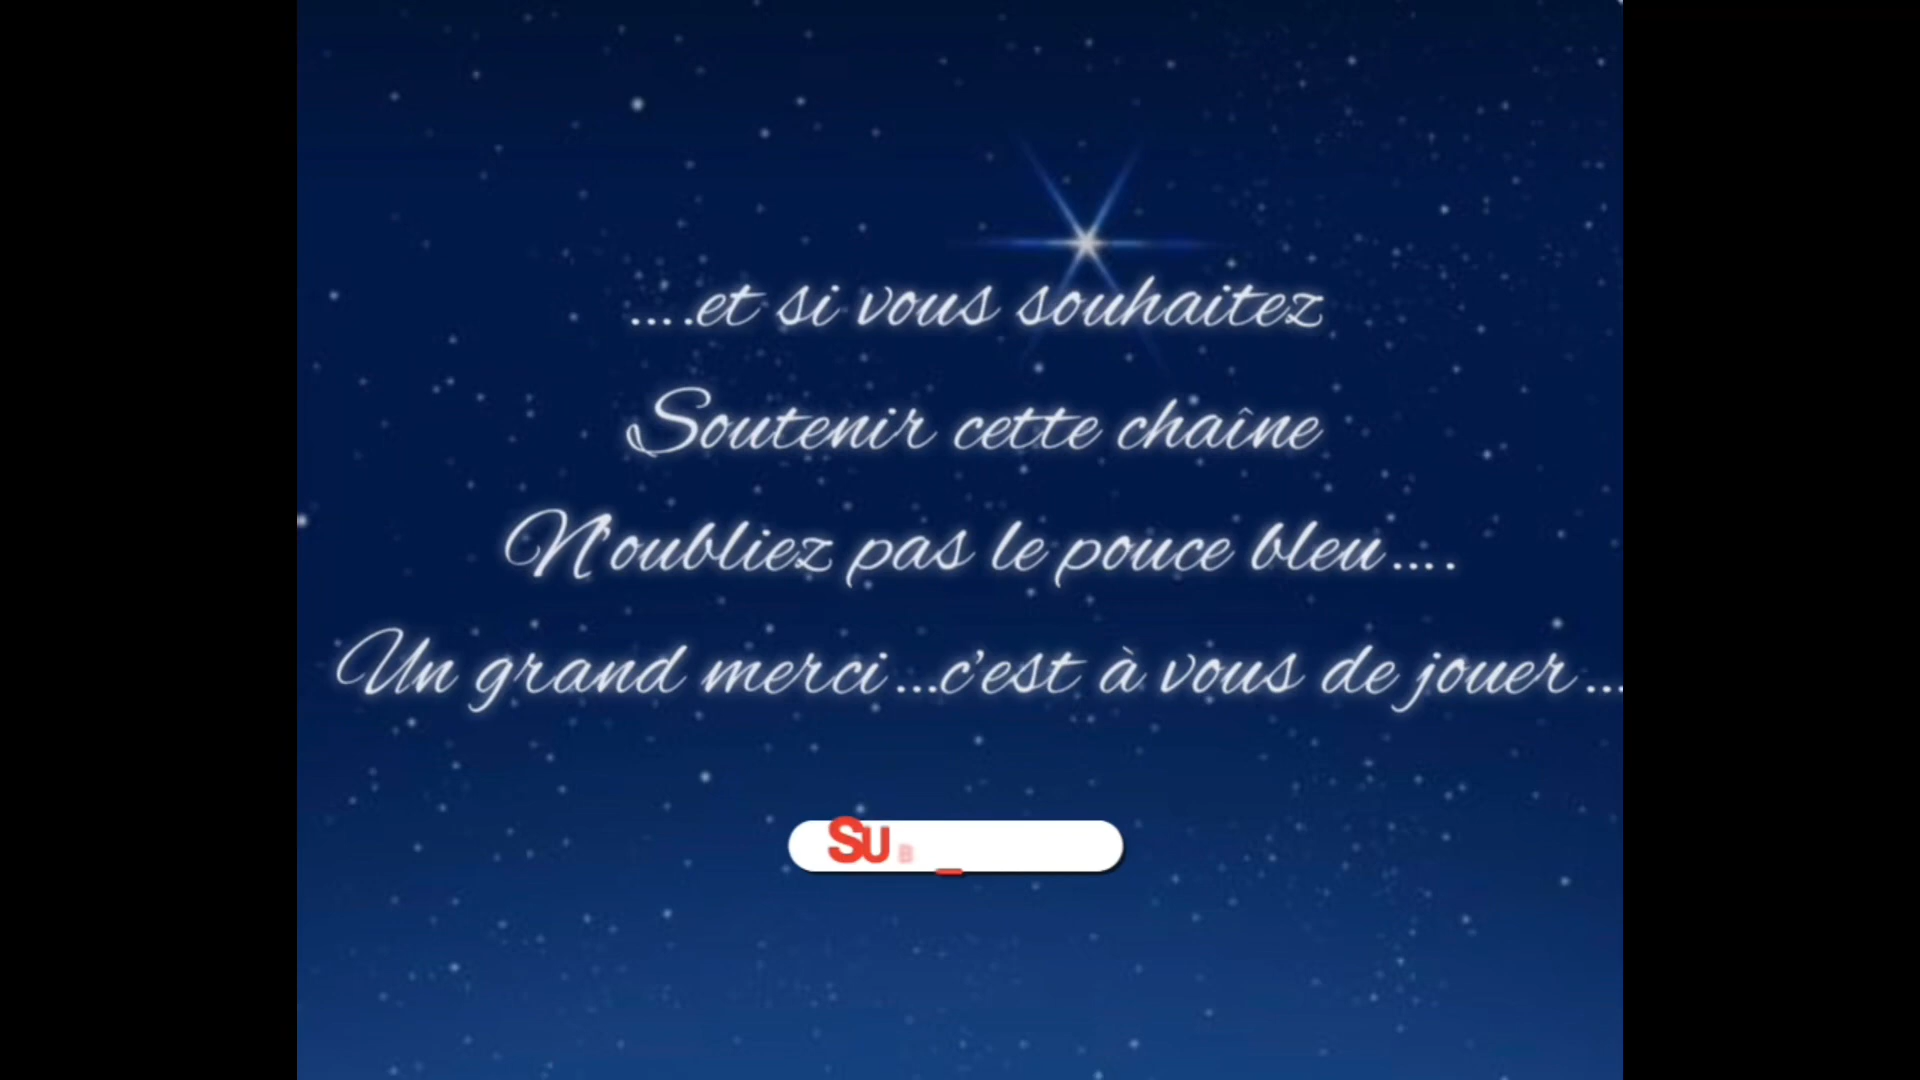 ....et si vous souhaitez
Soutenir cette chaîne
N'oubliez pas le pouce bleu....
Un grand merci...c'est à vous de jouer...
SUB